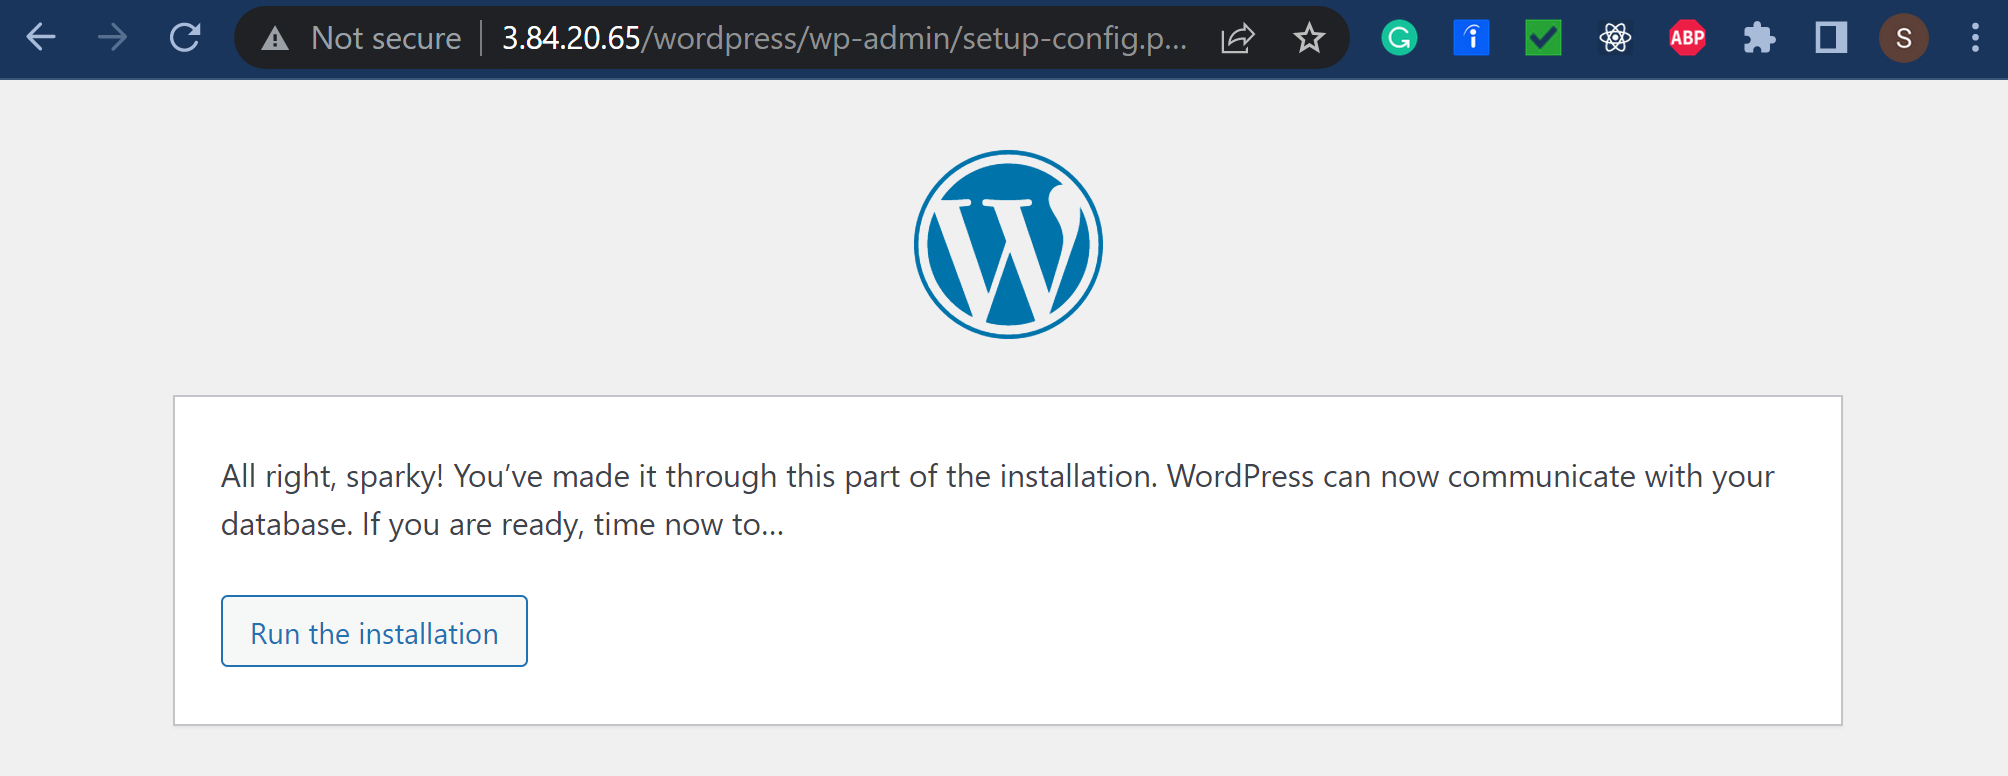 Not secure 3.84.20.65/wordpress/wp-admin/setup-config.p... ABP S
All right, sparky! You’ve made it through this part of the installation. WordPress can now communicate with your
database. If you are ready, time now to…
Run the installation